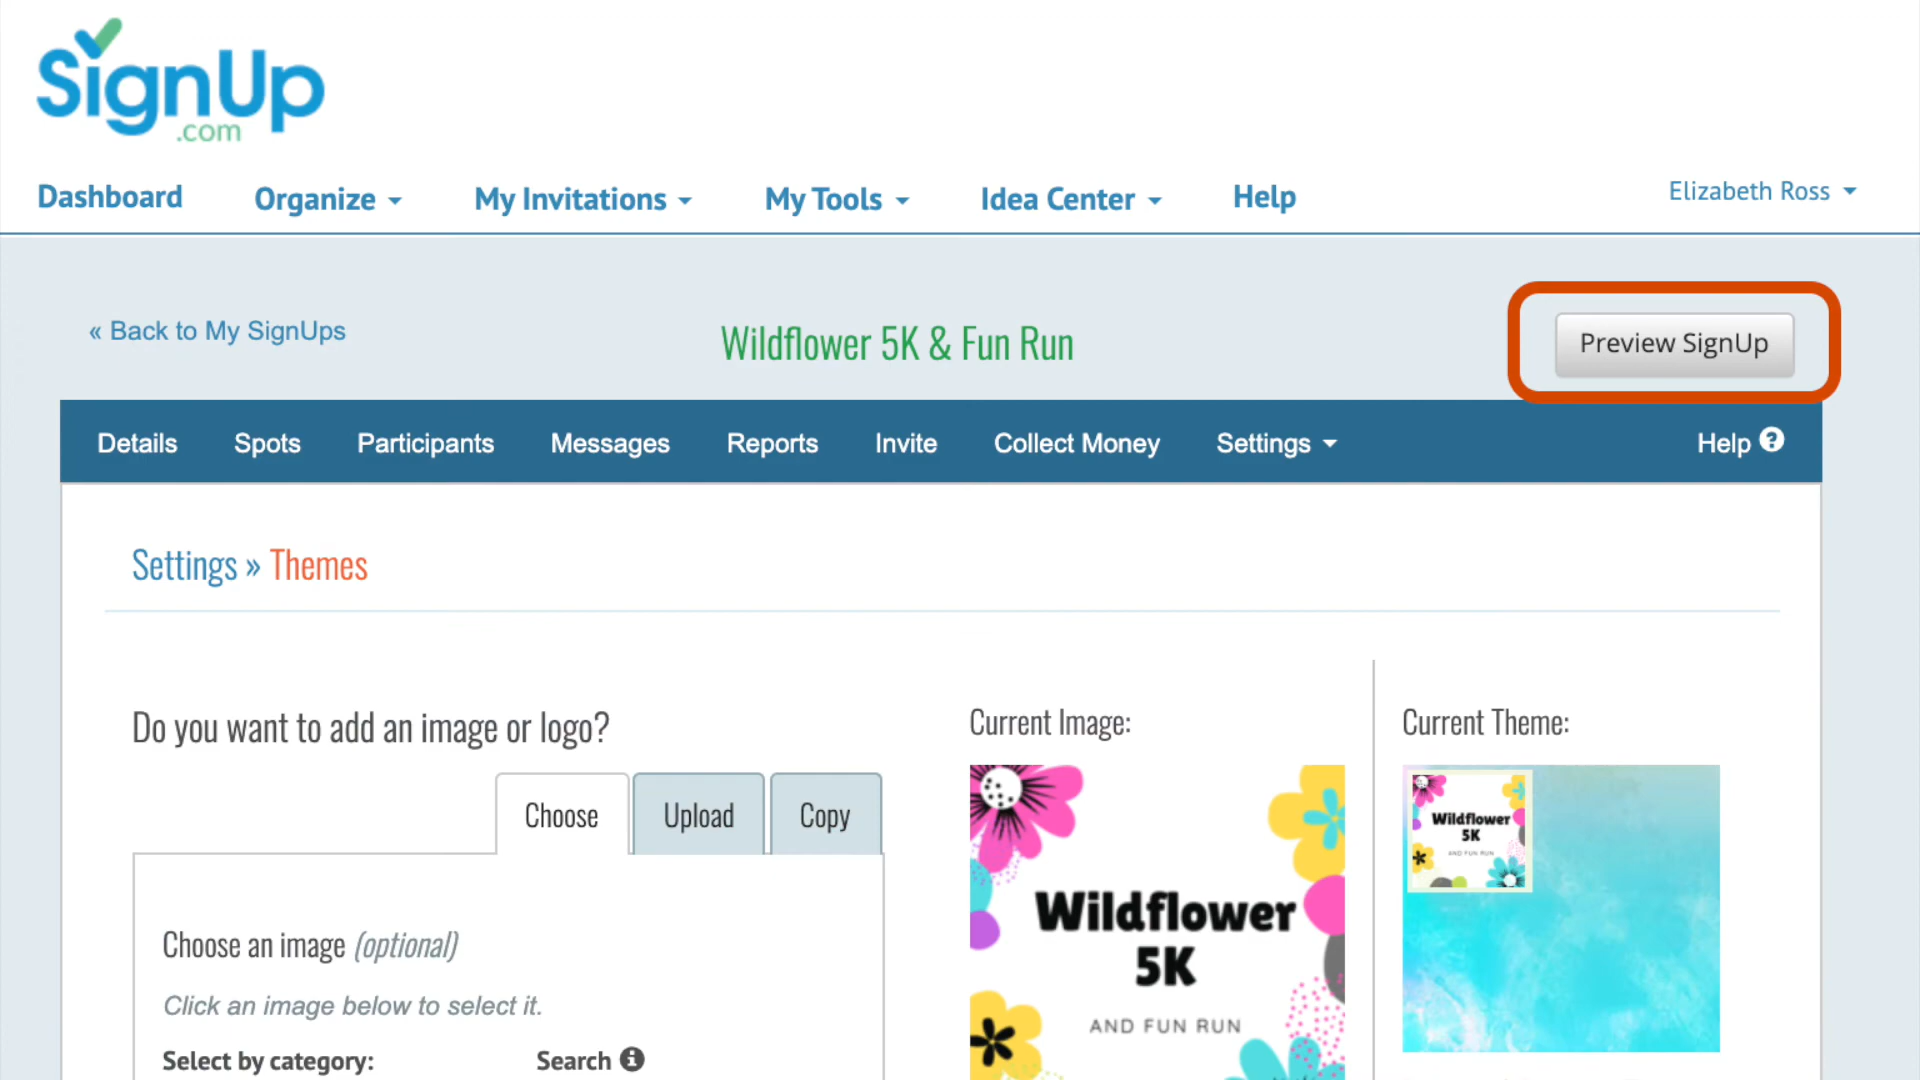 SignUp
.com
Dashboard Organize My Invitations My Tools Idea Center Help Elizabeth Ross
« Back to My SignUps
Wildflower 5K & Fun Run
Preview SignUp
Details Spots Participants Messages Reports Invite Collect Money Settings Help ?
Settings » Themes
Do you want to add an image or logo?
Choose Upload Copy
Choose an image (optional)
Click an image below to select it.
Select by category: Search i
Current Image:
Wildflower
5K
AND FUN RUN
Current Theme:
Wildflower
5K
AND FUN RUN